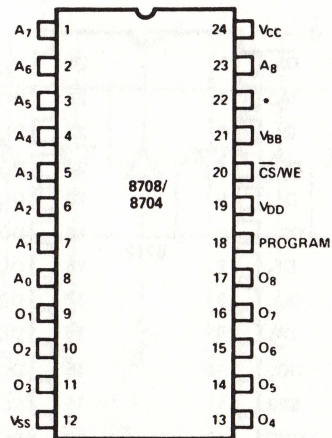 A7 1 24 VCC
A6 2 23 A8
A5 3 22 •
A4 4 21 VBB
A3 5 20 CS/WE
8708/
8704
A2 6 19 VDD
A1 7 18 PROGRAM
A0 8 17 O8
O1 9 16 O7
O2 10 15 O6
O3 11 14 O5
VSS 12 13 O4